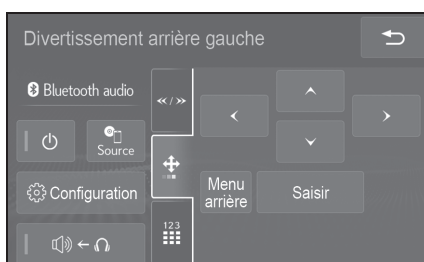 Divertissement arrière gauche
Bluetooth audio
Source
Configuration
123
Menu
arrière
Saisir